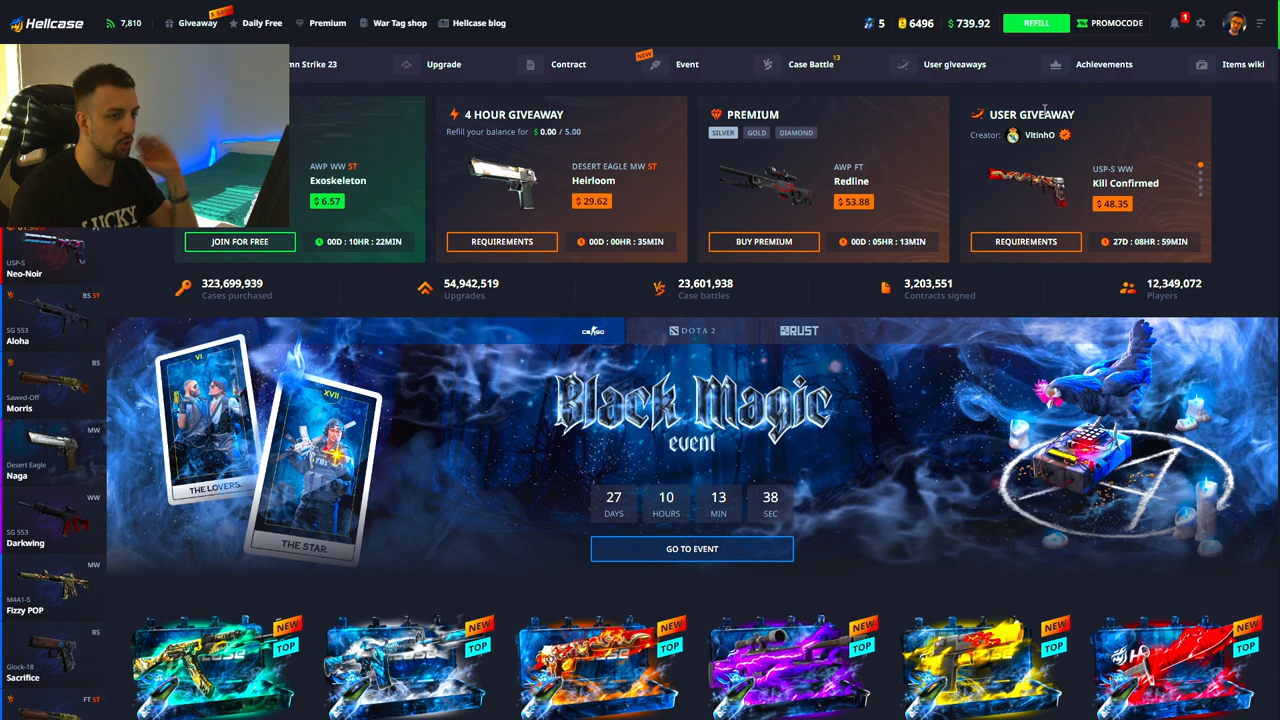 Hellcase
7,810
Giveaway
Daily Free
Premium
War Tag shop
Hellcase blog
5
6496
$ 739.92
REFILL
PROMOCODE
1
mn Strike 23
Upgrade
Contract
NEW
Event
Case Battle
13
User giveaways
Achievements
Items wiki
AWP WW ST
Exoskeleton
$ 6.57
JOIN FOR FREE
00D : 10HR : 22MIN
4 HOUR GIVEAWAY
Refill your balance for $ 0.00 / 5.00
DESERT EAGLE MW ST
Heirloom
$ 29.62
REQUIREMENTS
00D : 00HR : 35MIN
PREMIUM
SILVER
GOLD
DIAMOND
AWP FT
Redline
$ 53.88
BUY PREMIUM
00D : 05HR : 13MIN
USER GIVEAWAY
Creator:
VitinhO
USP-S WW
Kill Confirmed
$ 48.35
REQUIREMENTS
27D : 08HR : 59MIN
LUCKY
323,699,939
Cases purchased
54,942,519
Upgrades
23,601,938
Case battles
3,203,551
Contracts signed
12,349,072
Players
USP-S
Neo-Noir
BS ST
SG 553
Aloha
BS
Sawed-Off
Morris
MW
Desert Eagle
Naga
WW
SG 553
Darkwing
MW
M4A1-S
Fizzy POP
BS
Glock-18
Sacrifice
FT ST
CS:GO
DOTA 2
RUST
VI
THE LOVERS.
XVII
FBI
THE STAR.
Black Magic
event
27
10
13
38
DAYS
HOURS
MIN
SEC
GO TO EVENT
NEW
TOP
NEW
TOP
NEW
TOP
NEW
TOP
NEW
TOP
NEW
TOP